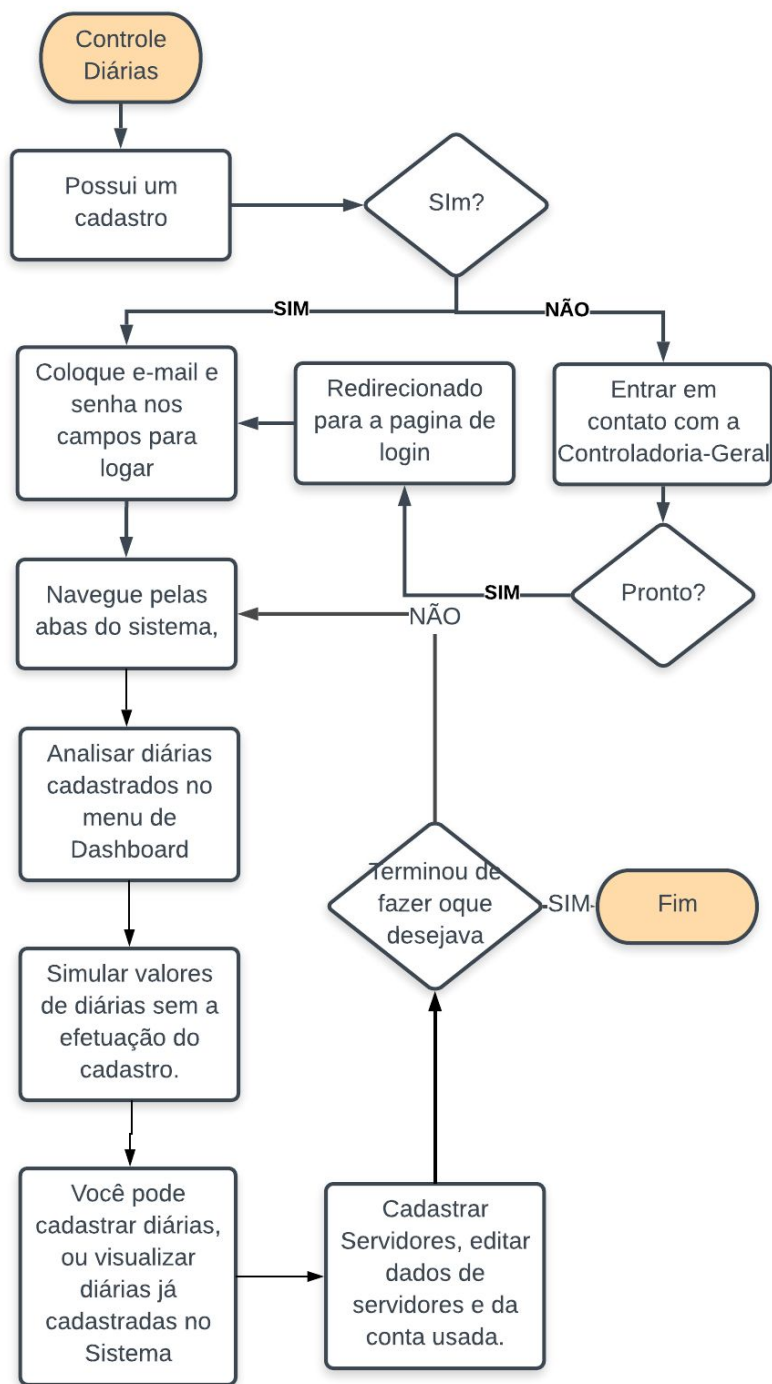 Controle
Diárias
Possui um
cadastro
SIm?
SIM
NÃO
Coloque e-mail e
senha nos
campos para
logar
Redirecionado
para a pagina de
login
Entrar em
contato com a
Controladoria-Geral
Pronto?
SIM
NÃO
Navegue pelas
abas do sistema,
Analisar diárias
cadastrados no
menu de
Dashboard
Terminou de
fazer oque
desejava
SIM
Fim
Simular valores
de diárias sem a
efetuação do
cadastro.
Você pode
cadastrar diárias,
ou visualizar
diárias já
cadastradas no
Sistema
Cadastrar
Servidores, editar
dados de
servidores e da
conta usada.